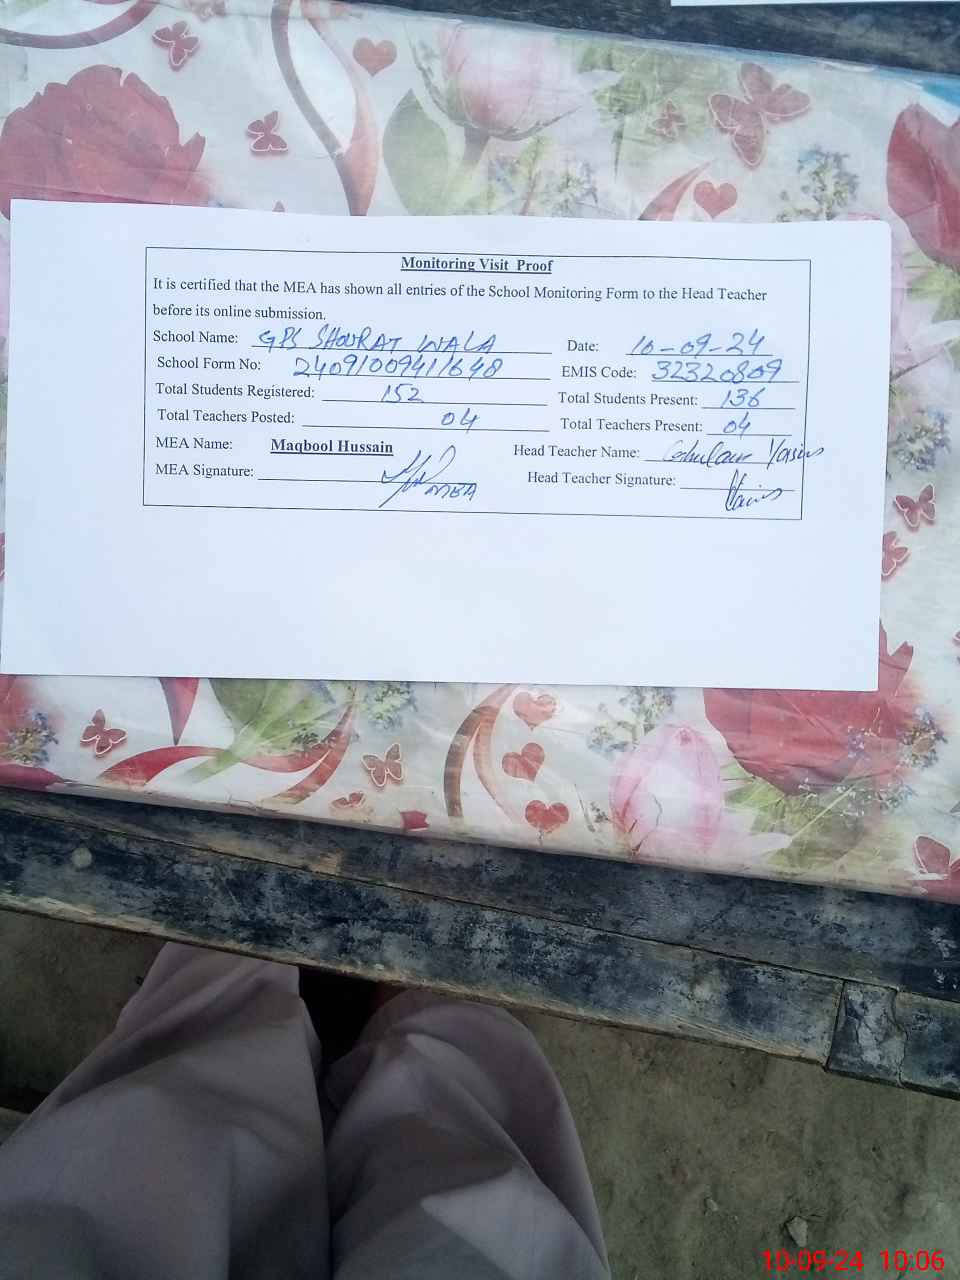 Monitoring Visit Proof
It is certified that the MEA has shown all entries of the School Monitoring Form to the Head Teacher
before its online submission.
School Name: GPS SHOURAT WALA Date: 10-09-24
School Form No: 24091009411648 EMIS Code: 32320809
Total Students Registered: 152 Total Students Present: 136
Total Teachers Posted: 04 Total Teachers Present: 04
MEA Name: Maqbool Hussain Head Teacher Name: Ghulam Yasin
MEA Signature: MEA Head Teacher Signature:
10-09-24 10:06